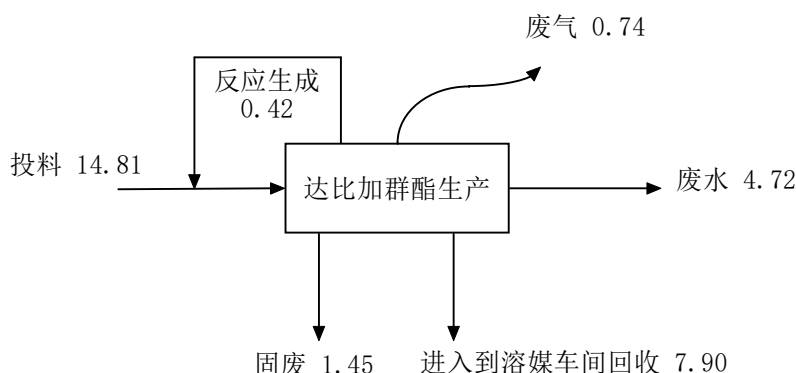 废气 0.74
反应生成
0.42
投料 14.81
达比加群酯生产
废水 4.72
固废 1.45
进入到溶媒车间回收 7.90